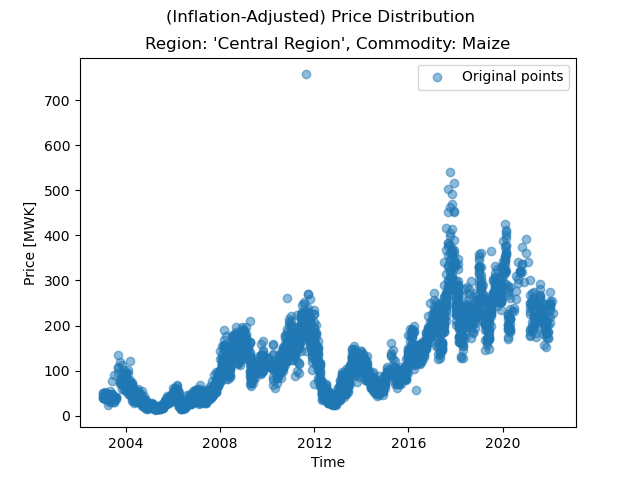 (Inflation-Adjusted) Price Distribution
Region: 'Central Region', Commodity: Maize
Original points
700
600
500
400
300
200
100
0
Price [MWK]
2004
2008
2012
2016
2020
Time